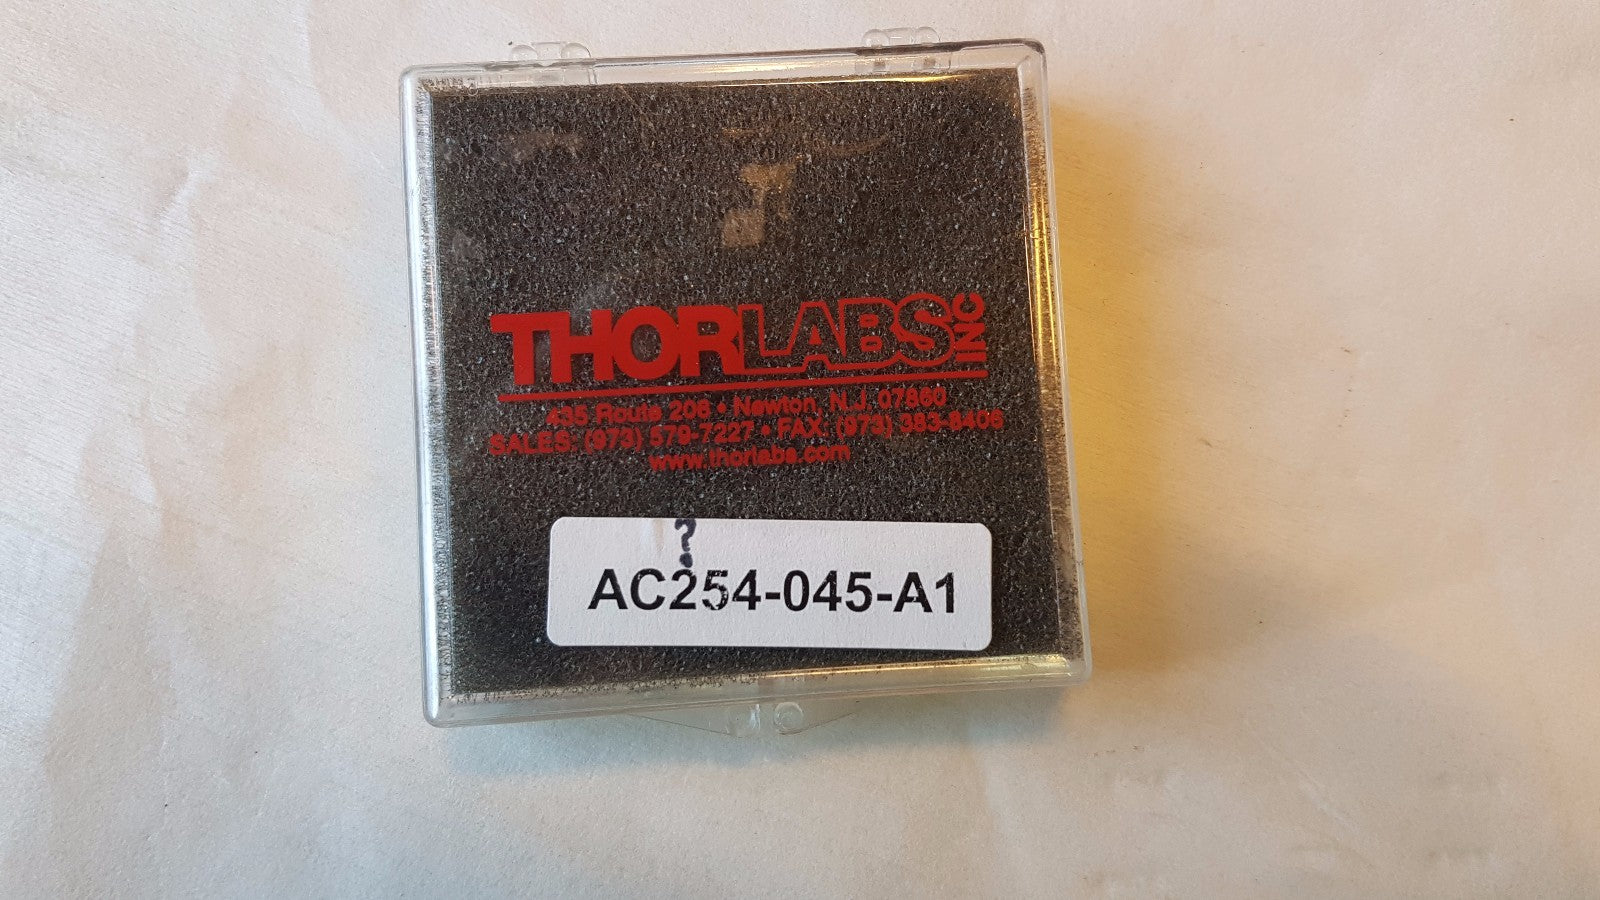 THORLABS INC
435 Route 206 • Newton, N.J. 07860
SALES: (973) 579-7227 • FAX: (973) 383-8406
www.thorlabs.com
?
AC254-045-A1